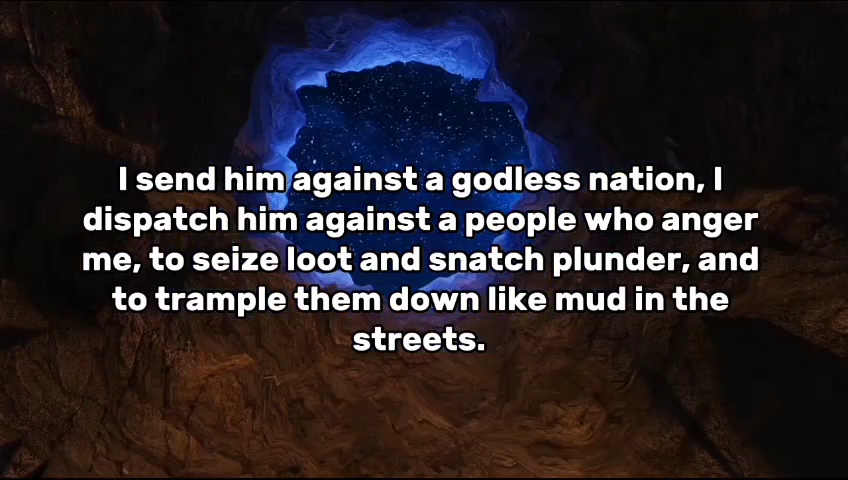 I send him against a godless nation, I
dispatch him against a people who anger
me, to seize loot and snatch plunder, and
to trample them down like mud in the
streets.